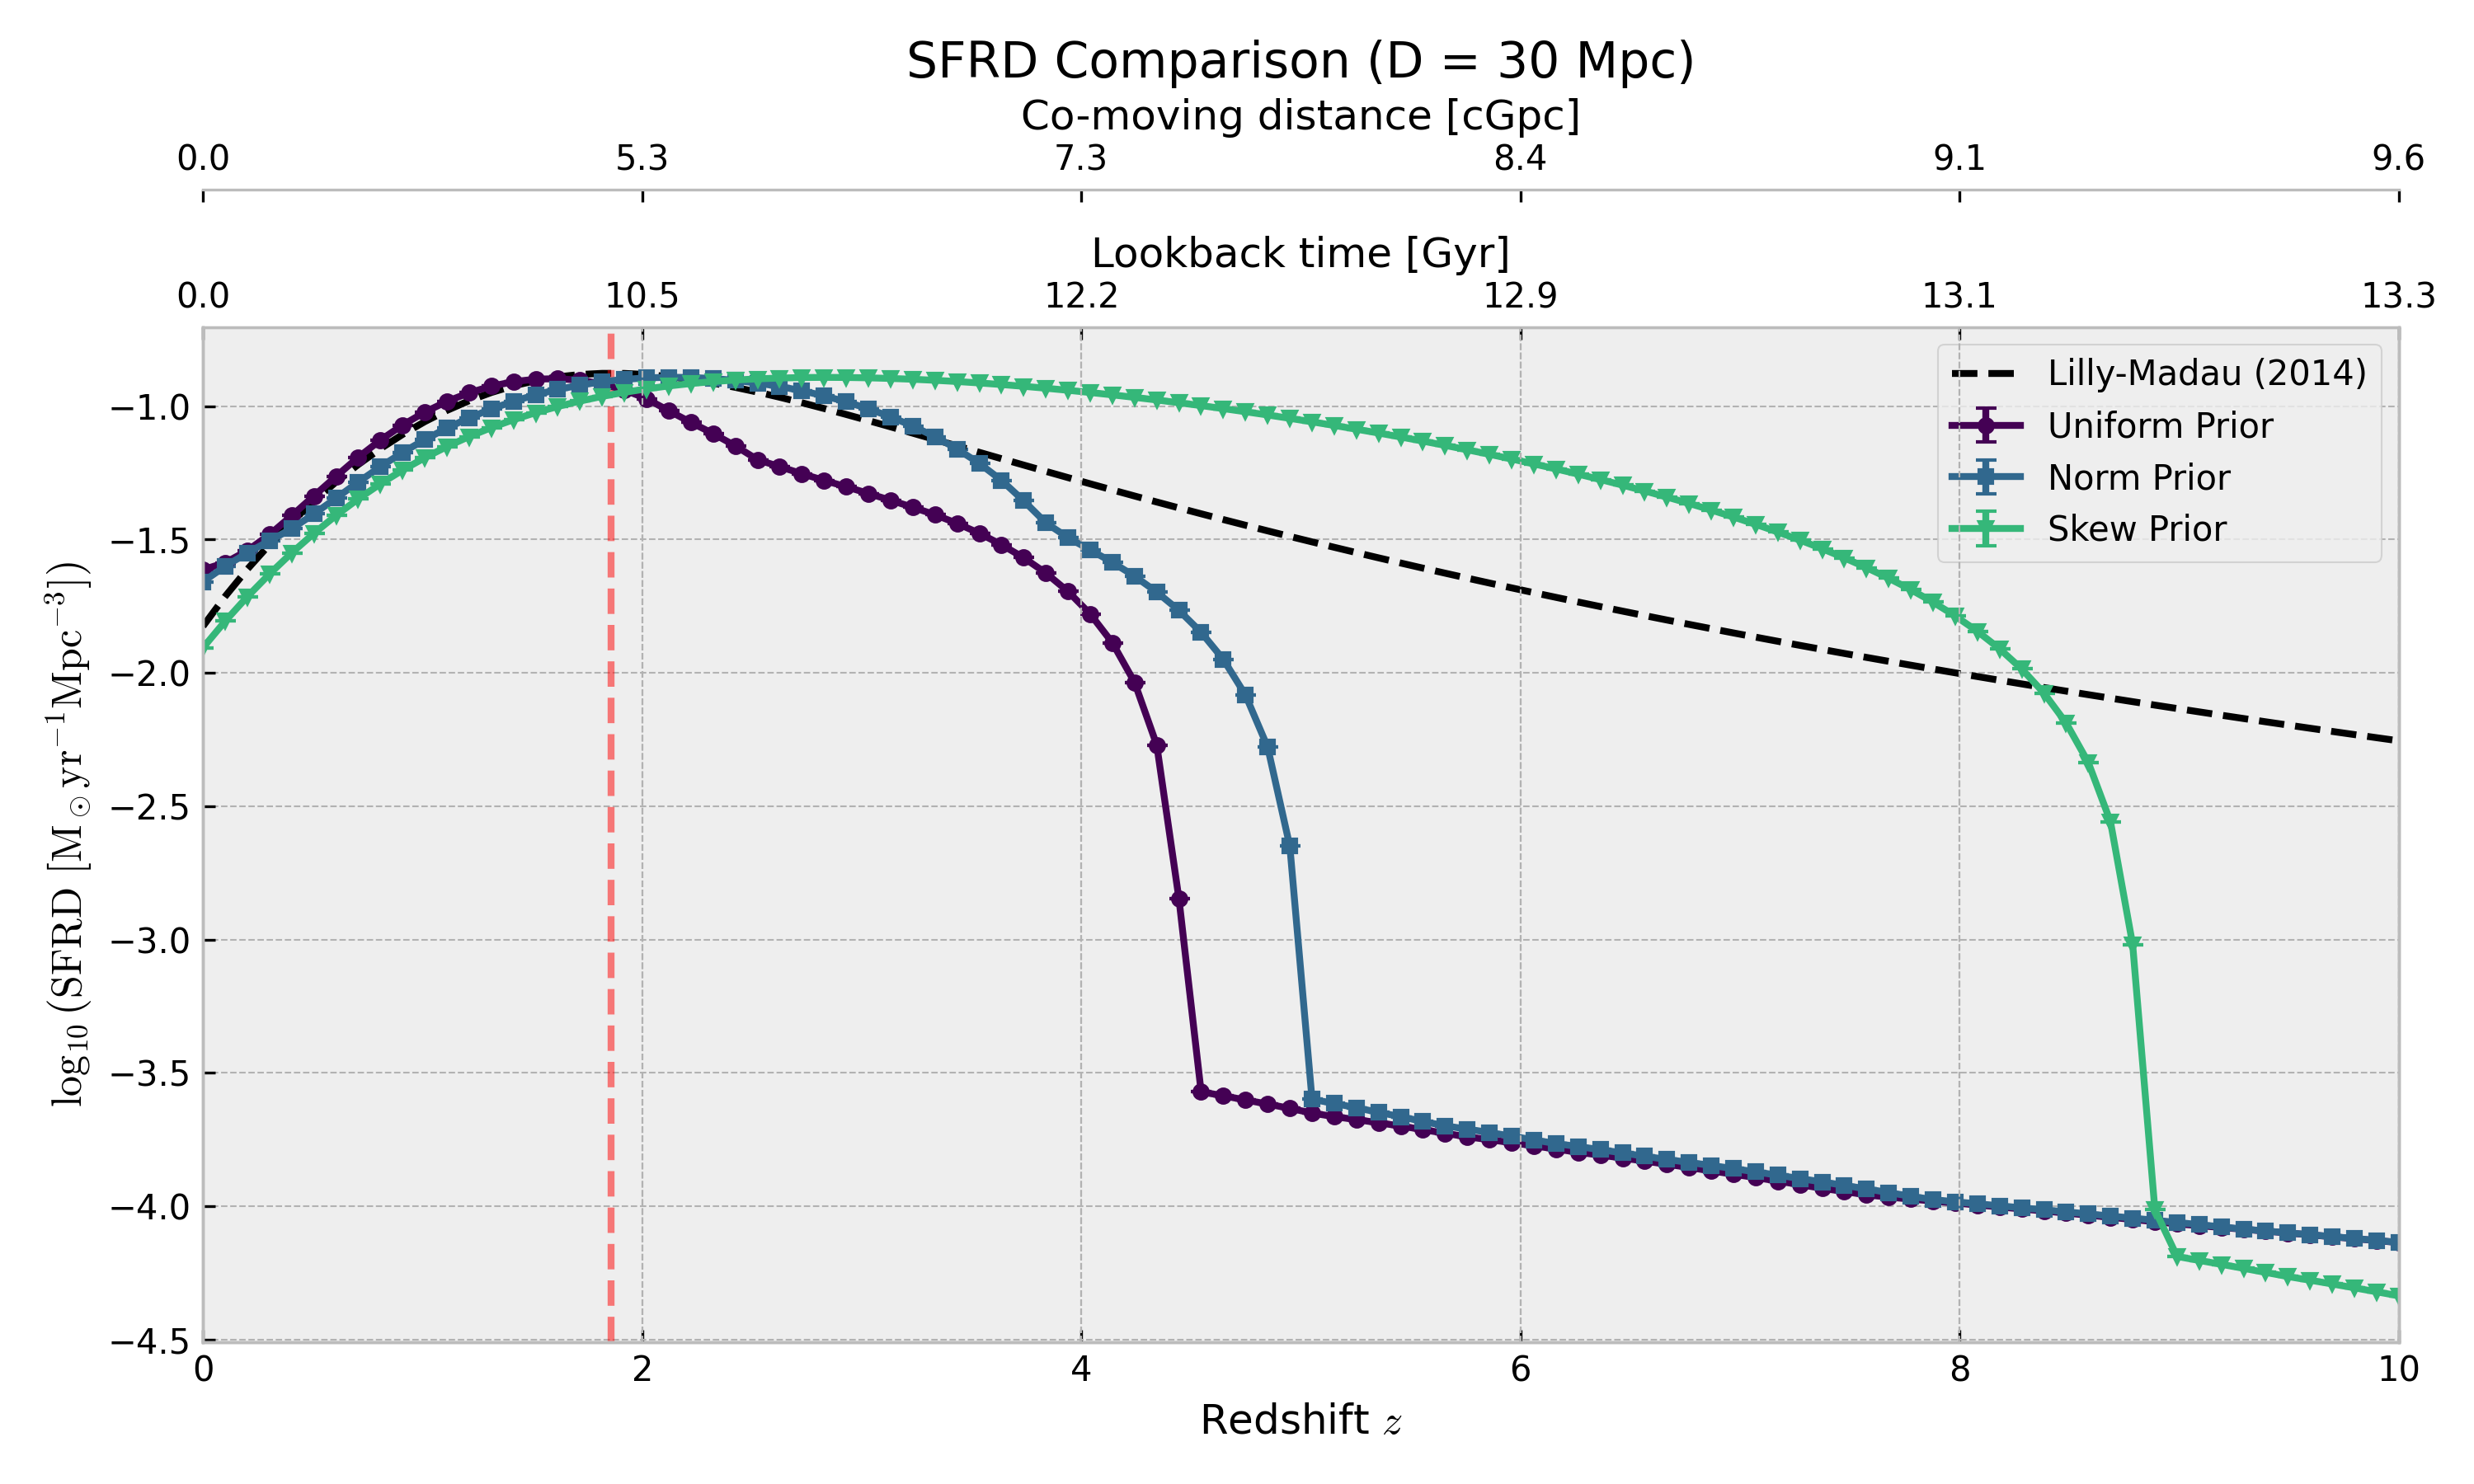 SFRD Comparison (D = 30 Mpc)
Co-moving distance [cGpc]
0.0 5.3 7.3 8.4 9.1 9.6
Lookback time [Gyr]
0.0 10.5 12.2 12.9 13.1 13.3
Lilly-Madau (2014)
Uniform Prior
Norm Prior
Skew Prior
log₁₀(SFRD [M⊙yr⁻¹Mpc⁻³])
−1.0
−1.5
−2.0
−2.5
−3.0
−3.5
−4.0
−4.5
0 2 4 6 8 10
Redshift z